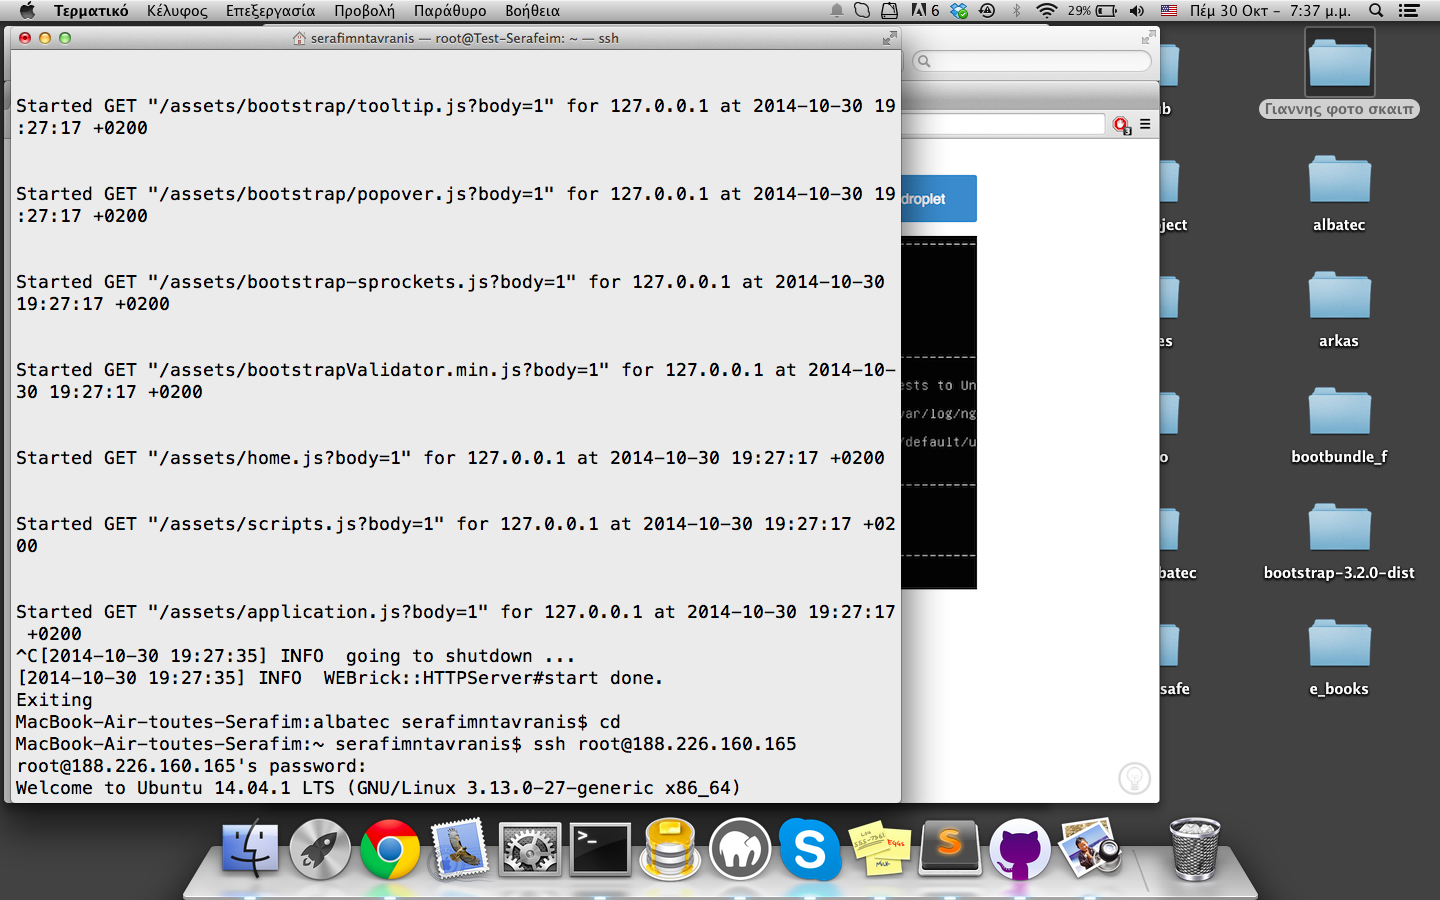 Τερματικό Κέλυφος Επεξεργασία Προβολή Παράθυρο Βοήθεια 6 29% Πέμ 30 Οκτ - 7:37 μ.μ.
serafimntavranis — root@Test-Serafeim: ~ — ssh
Started GET "/assets/bootstrap/tooltip.js?body=1" for 127.0.0.1 at 2014-10-30 19
:27:17 +0200
Started GET "/assets/bootstrap/popover.js?body=1" for 127.0.0.1 at 2014-10-30 19
:27:17 +0200
Started GET "/assets/bootstrap-sprockets.js?body=1" for 127.0.0.1 at 2014-10-30
19:27:17 +0200
Started GET "/assets/bootstrapValidator.min.js?body=1" for 127.0.0.1 at 2014-10-
30 19:27:17 +0200
Started GET "/assets/home.js?body=1" for 127.0.0.1 at 2014-10-30 19:27:17 +0200
Started GET "/assets/scripts.js?body=1" for 127.0.0.1 at 2014-10-30 19:27:17 +02
00
Started GET "/assets/application.js?body=1" for 127.0.0.1 at 2014-10-30 19:27:17
+0200
^C[2014-10-30 19:27:35] INFO  going to shutdown ...
[2014-10-30 19:27:35] INFO  WEBrick::HTTPServer#start done.
Exiting
MacBook-Air-toutes-Serafim:albatec serafimntavranis$ cd
MacBook-Air-toutes-Serafim:~ serafimntavranis$ ssh root@188.226.160.165
root@188.226.160.165's password:
Welcome to Ubuntu 14.04.1 LTS (GNU/Linux 3.13.0-27-generic x86_64)
3
droplet
ests to Un
var/log/ng
/default/u
b
ject
es
o
batec
safe
Γιαννης φοτο σκαιπ
albatec
arkas
bootbundle_f
bootstrap-3.2.0-dist
e_books
EGGS
MILK